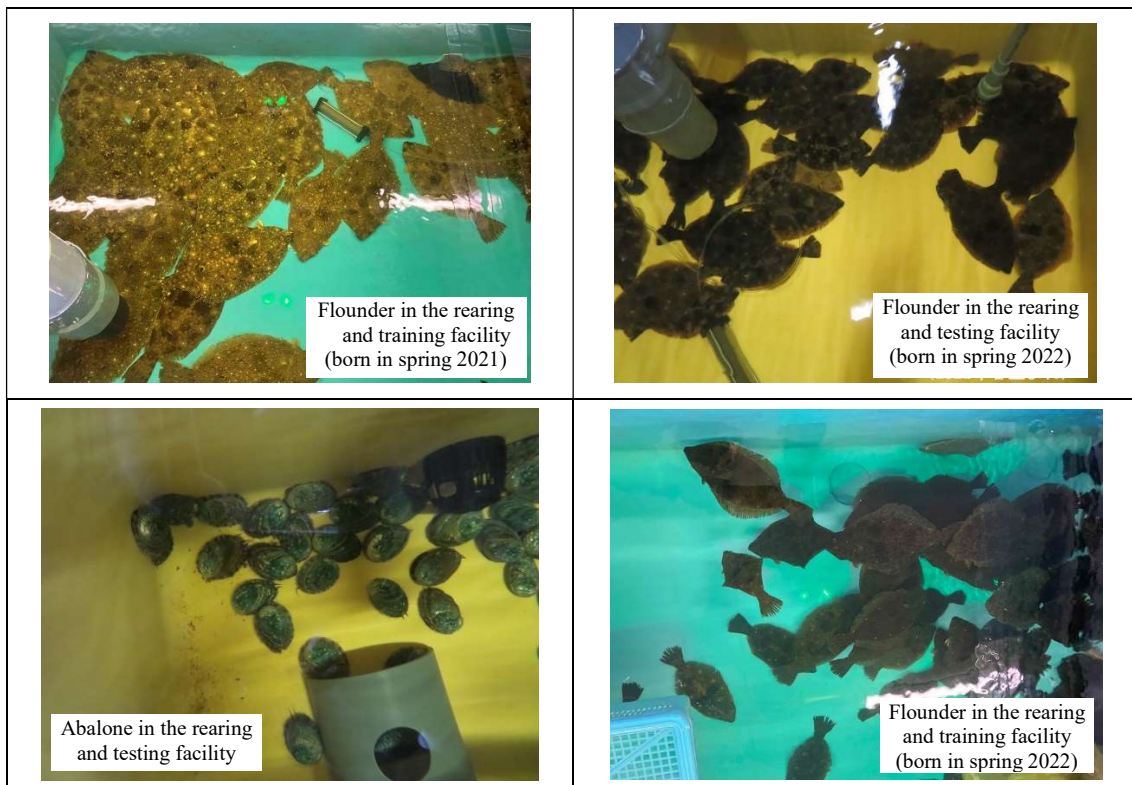 Flounder in the rearing
and training facility
(born in spring 2021)
Flounder in the rearing
and testing facility
(born in spring 2022)
Abalone in the rearing
and testing facility
Flounder in the rearing
and training facility
(born in spring 2022)